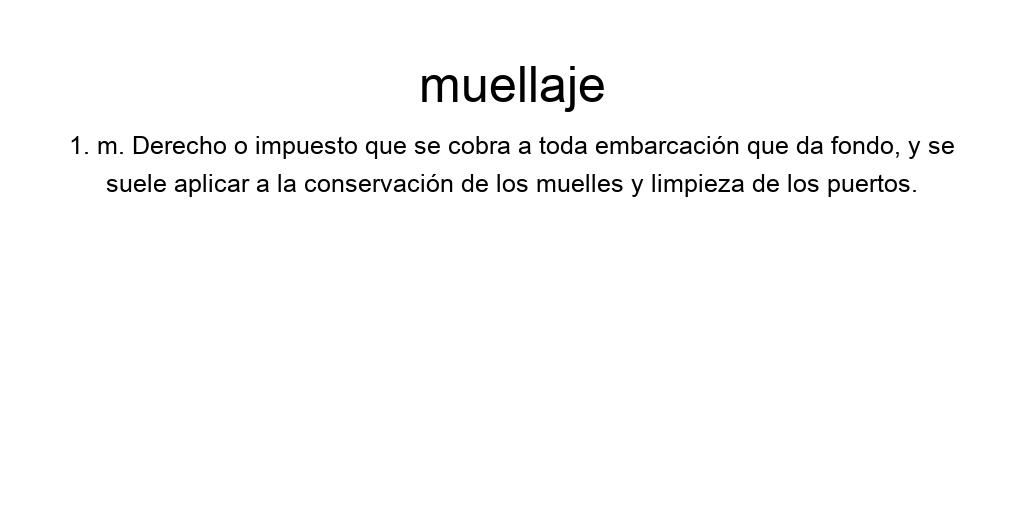 muellaje
1. m. Derecho o impuesto que se cobra a toda embarcación que da fondo, y se
suele aplicar a la conservación de los muelles y limpieza de los puertos.